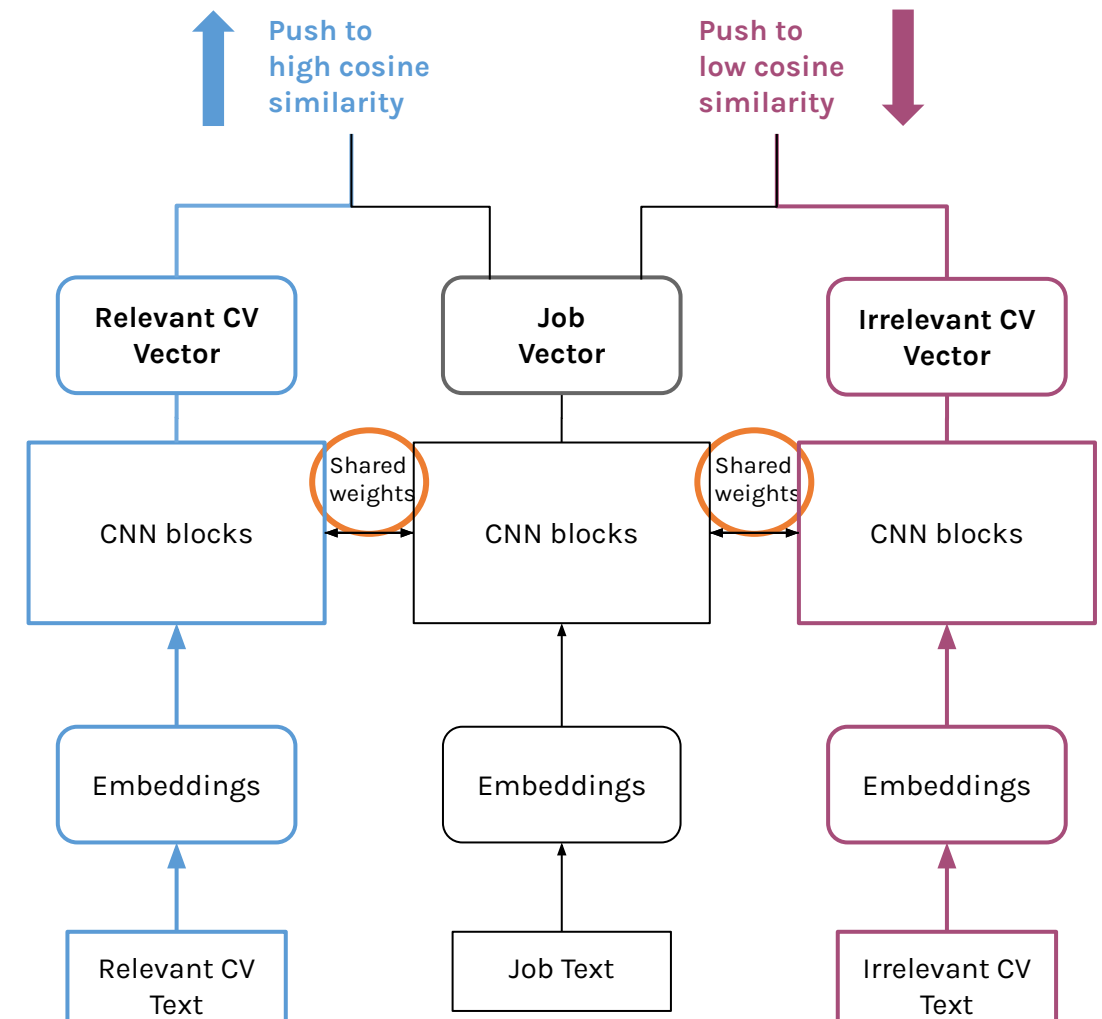 Push to
high cosine
similarity
Push to
low cosine
similarity
Relevant CV
Vector
Job
Vector
Irrelevant CV
Vector
Shared
weights
Shared
weights
CNN blocks
CNN blocks
CNN blocks
Embeddings
Embeddings
Embeddings
Relevant CV
Text
Job Text
Irrelevant CV
Text